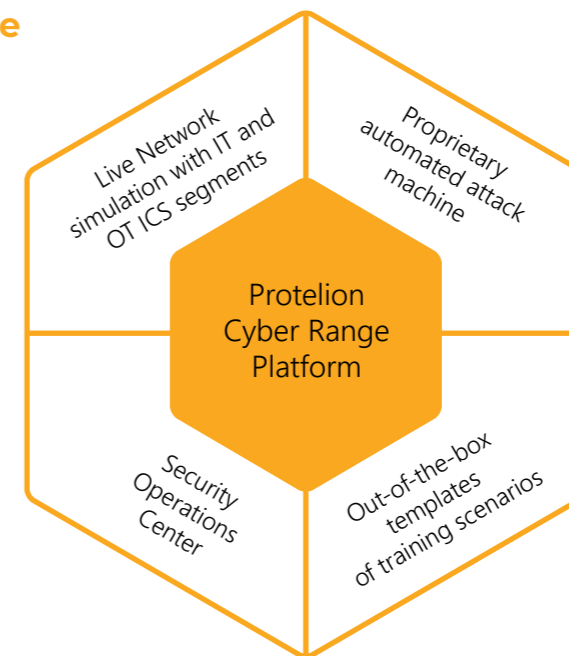 e
Live Network
simulation with IT and
OT ICS segments
Proprietary
automated attack
machine
Protelion
Cyber Range
Platform
Security
Operations
Center
Out-of-the-box
templates
of training scenarios